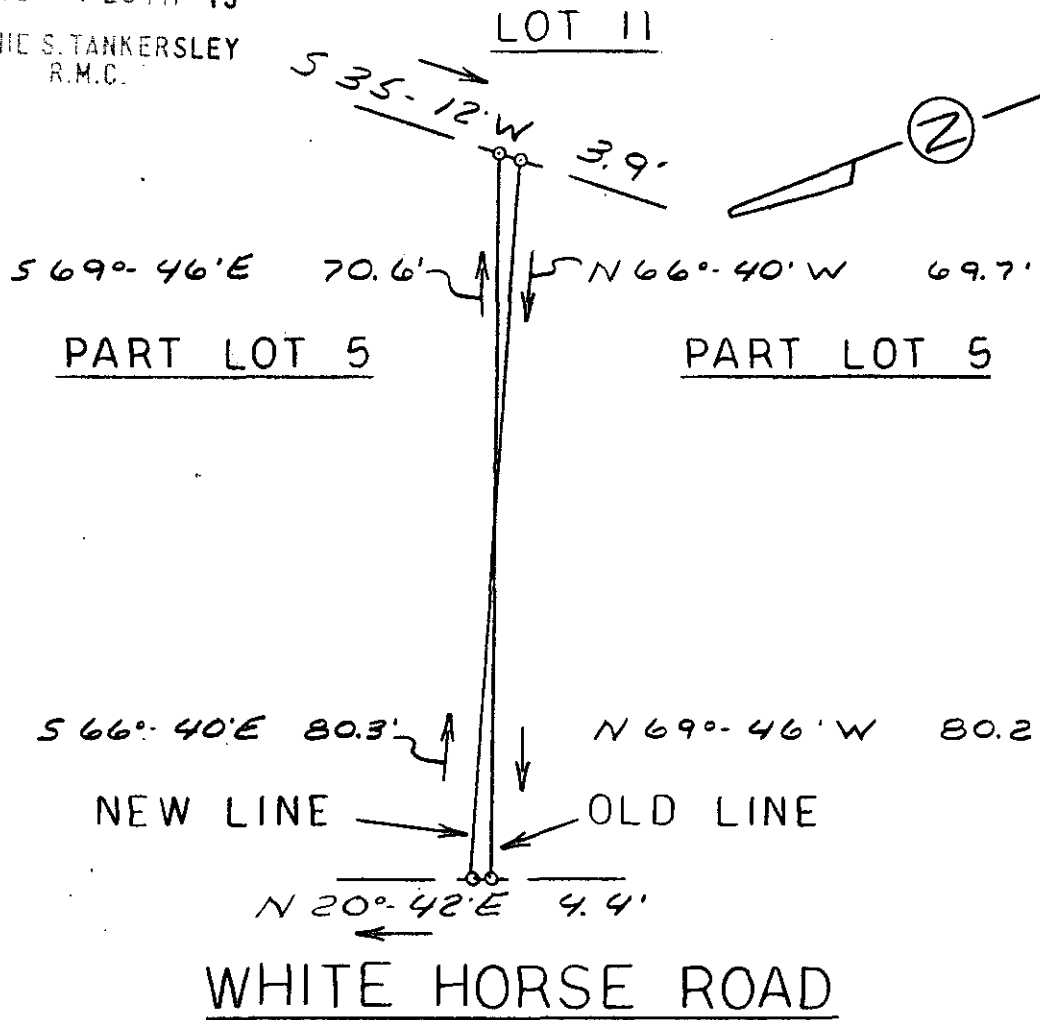 LOT 11
S. TANKERSLEY
R.M.C.
S 35-12'W 3.9'
N
S 69°-46'E 70.6'
N 66°-40'W 69.7'
PART LOT 5
PART LOT 5
S 66°-40'E 80.3'
N 69°-46'W 80.2
NEW LINE
OLD LINE
N 20°-42'E 4.4'
WHITE HORSE ROAD